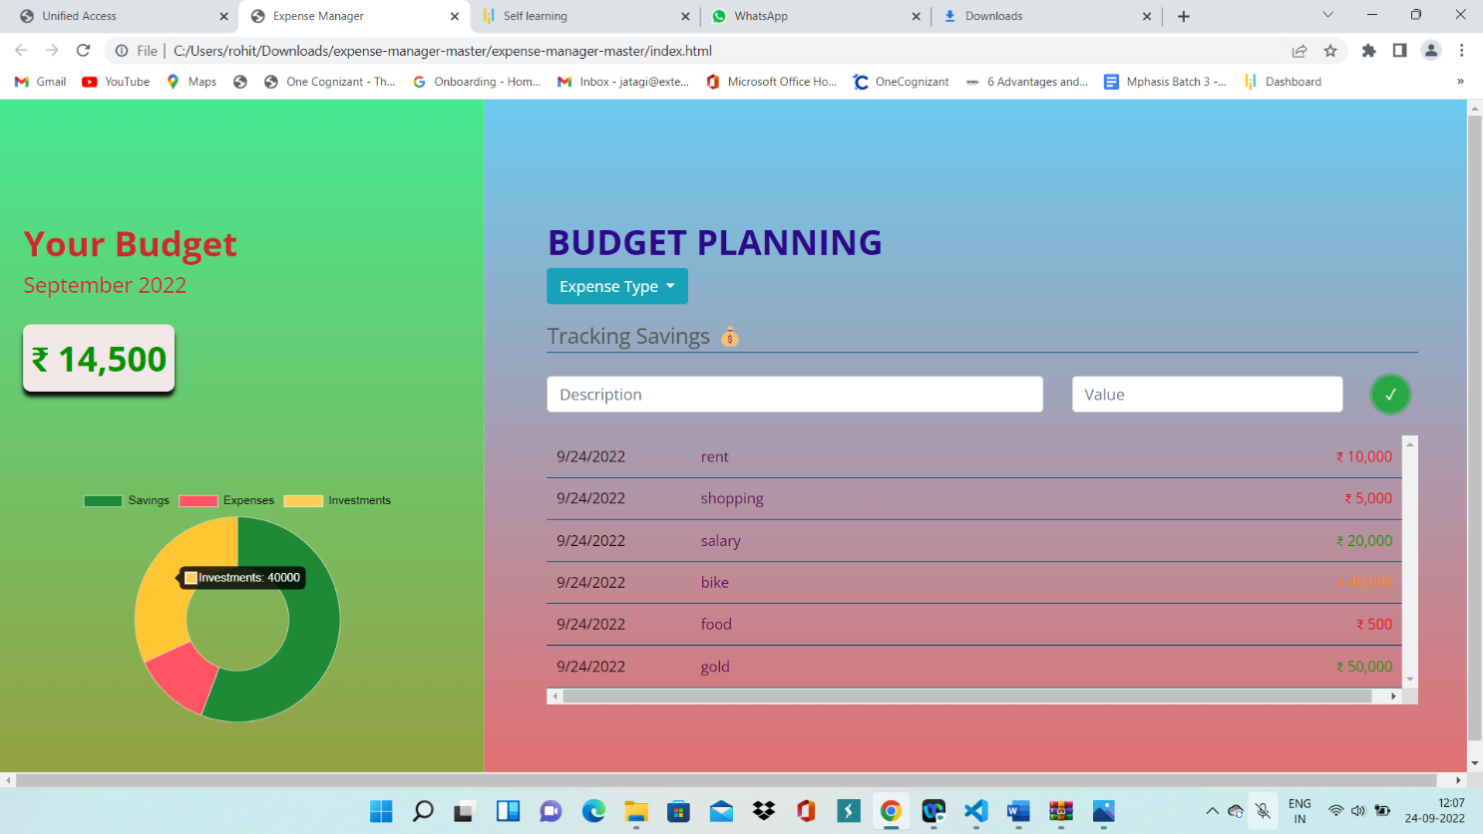 Unified Access
Expense Manager
Self learning
WhatsApp
Downloads
File | C:/Users/rohit/Downloads/expense-manager-master/expense-manager-master/index.html
Gmail
YouTube
Maps
One Cognizant - Th...
Onboarding - Hom...
Inbox - jatagi@exte...
Microsoft Office Ho...
OneCognizant
6 Advantages and...
Mphasis Batch 3 -...
Dashboard
»
Your Budget
September 2022
₹ 14,500
Savings Expenses Investments
Investments: 40000
BUDGET PLANNING
Expense Type
Tracking Savings
Description Value
9/24/2022 rent ₹ 10,000
9/24/2022 shopping ₹ 5,000
9/24/2022 salary ₹ 20,000
9/24/2022 bike ₹ 40,000
9/24/2022 food ₹ 500
9/24/2022 gold ₹ 50,000
ENG
IN
12:07
24-09-2022